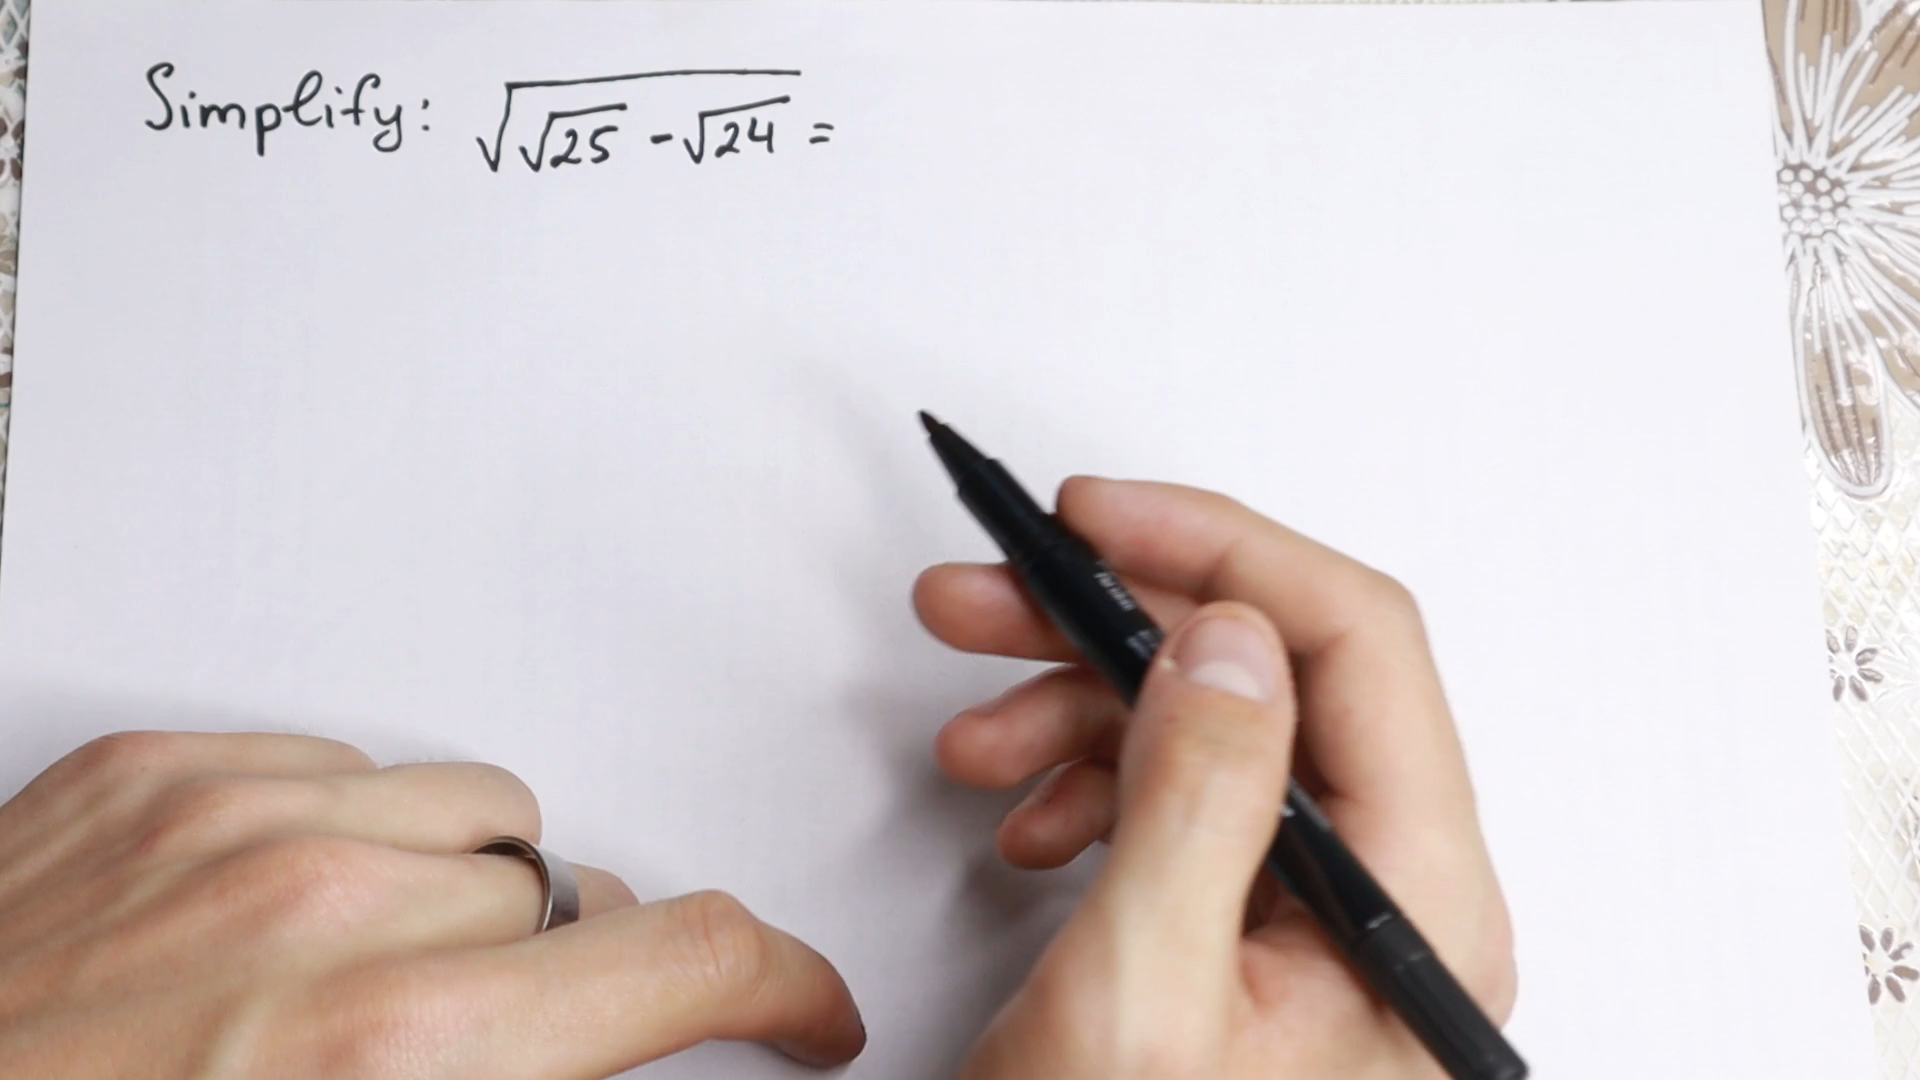 Simplify: √(√25 - √24) =